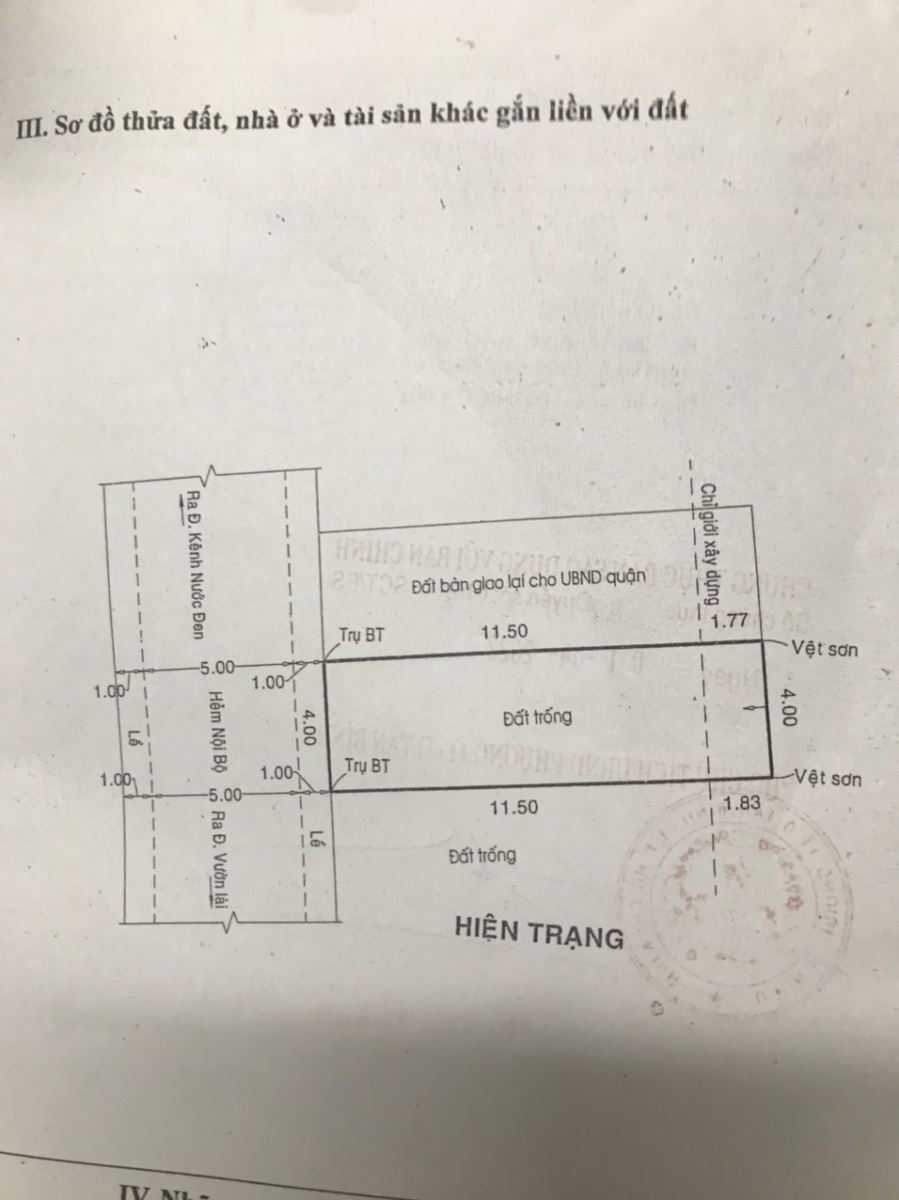 III. Sơ đồ thửa đất, nhà ở và tài sản khác gắn liền với đất
Ra Đ. Kênh Nước Đen
Chỉ giới xây dựng
Đất bàn giao lại cho UBND quận
Trụ BT
11.50
1.77
Vệt sơn
5.00
1.00
1.00
Lề
Hẻm Nội Bộ
4.00
Đất trống
4.00
1.00
5.00
1.00
Trụ BT
Vệt sơn
11.50
1.83
Ra Đ. Vườn lài
Lề
Đất trống
HIỆN TRẠNG
IV.